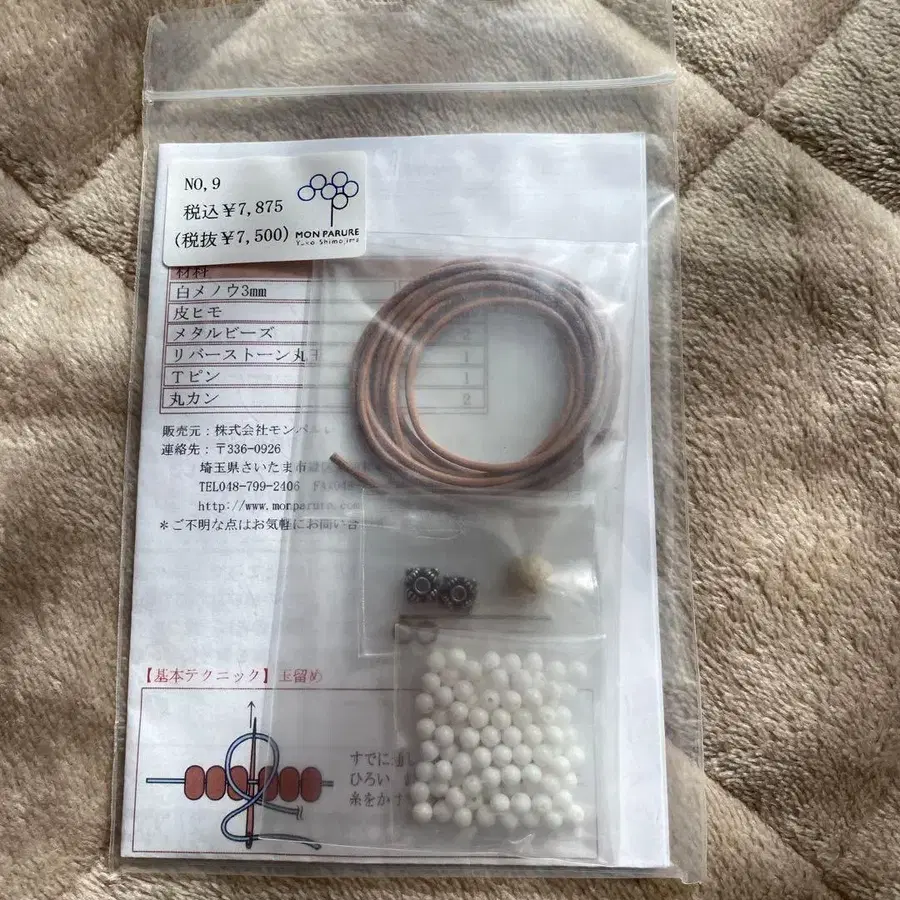 NO,9
税込￥7,875
(税抜￥7,500)
MON PARURE
Yuko Shimojima
材料
白メノウ3mm
皮ヒモ
メタルビーズ 2
リバーストーン丸玉 1
Tピン 1
丸カン 2
販売元：株式会社モンパル
連絡先：〒336-0926
埼玉県さいたま市緑区
TEL048-799-2406 FAX048
http://www.monparure.com
＊ご不明な点はお気軽にお問い合
【基本テクニック】玉留め
すでに通
ひろい
糸をか